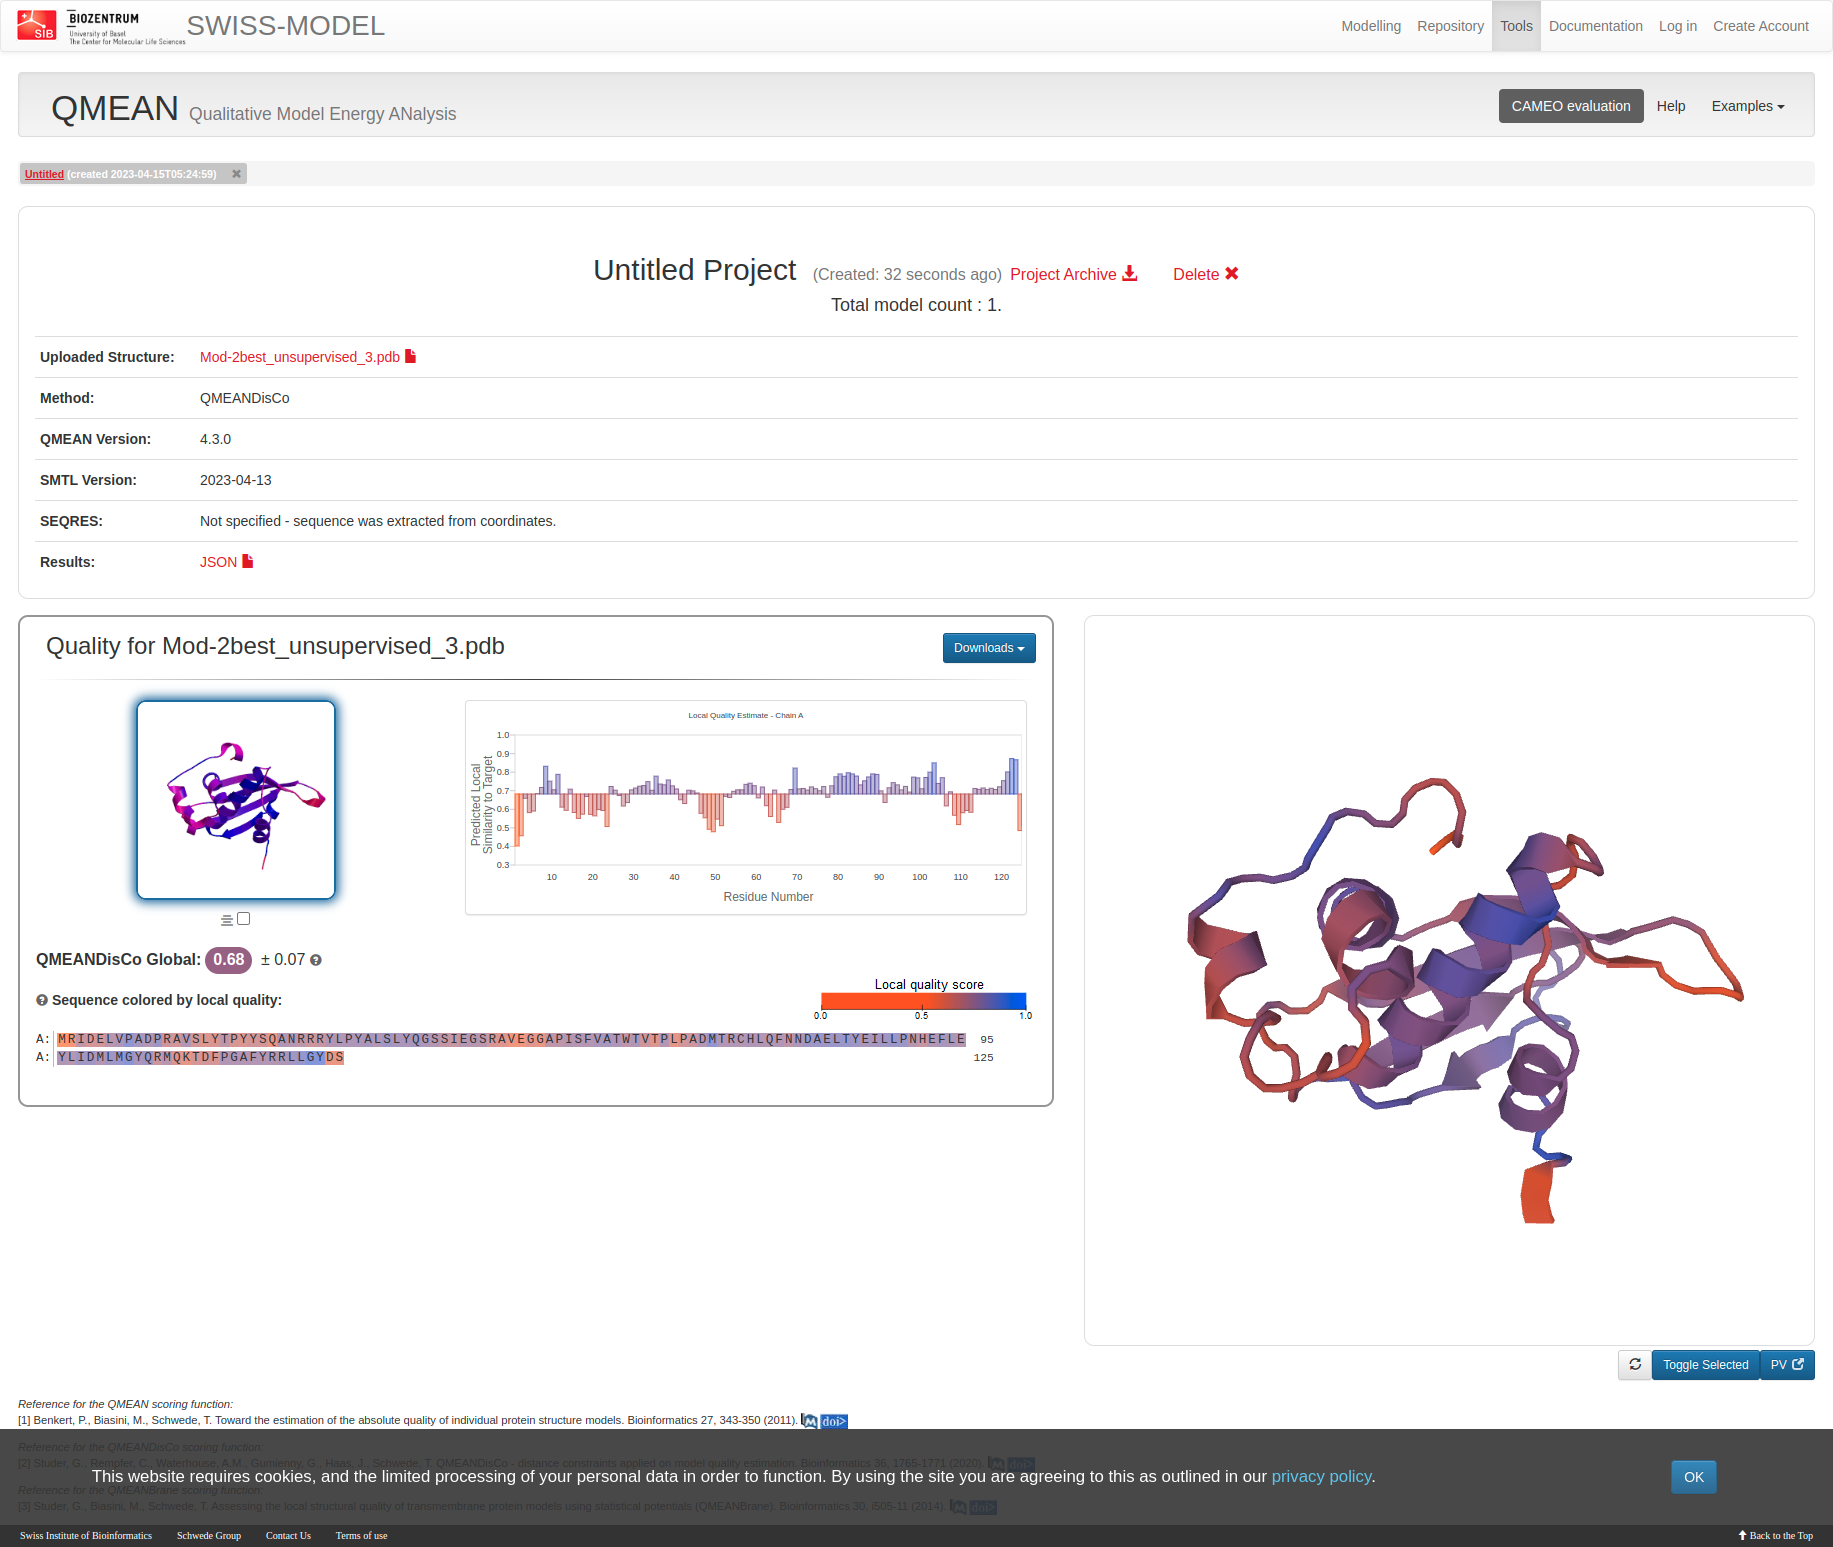 SIB
BIOZENTRUM
University of Basel
The Center for Molecular Life Sciences
SWISS-MODEL
Modelling Repository Tools Documentation Log in Create Account
QMEAN Qualitative Model Energy ANalysis
CAMEO evaluation Help Examples
Untitled (created 2023-04-15T05:24:59) ✖
Untitled Project (Created: 32 seconds ago) Project Archive Delete ✖
Total model count : 1.
Uploaded Structure: Mod-2best_unsupervised_3.pdb
Method: QMEANDisCo
QMEAN Version: 4.3.0
SMTL Version: 2023-04-13
SEQRES: Not specified - sequence was extracted from coordinates.
Results: JSON
Quality for Mod-2best_unsupervised_3.pdb
Downloads
Local Quality Estimate - Chain A
Predicted Local
Similarity to Target
1.0
0.9
0.8
0.7
0.6
0.5
0.4
0.3
10 20 30 40 50 60 70 80 90 100 110 120
Residue Number
QMEANDisCo Global: 0.68 ± 0.07
Sequence colored by local quality:
Local quality score
0.0 0.5 1.0
A: MRIDELVPADPRAVSLYTPYYSQANRRRYLPYALSLYQGSSIEGSRAVEGGAPISFVATWTVTPLPADMTRCHLQFNNDAELTYEILLPNHEFLE 95
A: YLIDMLMGYQRMQKTDFPGAFYRRLLGYDS 125
Toggle Selected PV
Reference for the QMEAN scoring function:
[1] Benkert, P., Biasini, M., Schwede, T. Toward the estimation of the absolute quality of individual protein structure models. Bioinformatics 27, 343-350 (2011). M doi>
Reference for the QMEANDisCo scoring function:
[2] Studer, G., Rempfer, C., Waterhouse, A.M., Gumienny, G., Haas, J., Schwede, T. QMEANDisCo - distance constraints applied on model quality estimation. Bioinformatics 36, 1765-1771 (2020). M doi>
This website requires cookies, and the limited processing of your personal data in order to function. By using the site you are agreeing to this as outlined in our privacy policy.
OK
Reference for the QMEANBrane scoring function:
[3] Studer, G., Biasini, M., Schwede, T. Assessing the local structural quality of transmembrane protein models using statistical potentials (QMEANBrane). Bioinformatics 30, i505-11 (2014). M doi>
Swiss Institute of Bioinformatics Schwede Group Contact Us Terms of use
Back to the Top